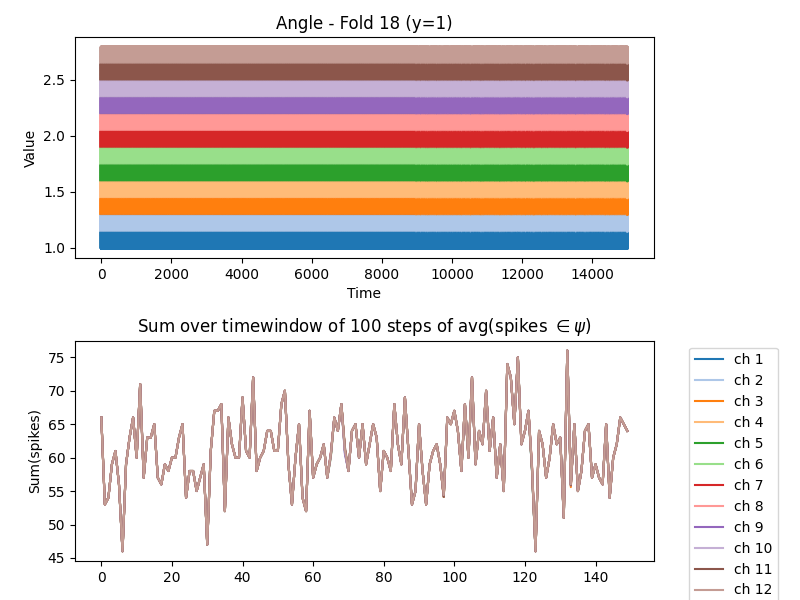 Angle - Fold 18 (y=1)
Value
2.5
2.0
1.5
1.0
0 2000 4000 6000 8000 10000 12000 14000
Time
Sum over timewindow of 100 steps of avg(spikes ∈ ψ)
Sum(spikes)
75
70
65
60
55
50
45
0 20 40 60 80 100 120 140
ch 1
ch 2
ch 3
ch 4
ch 5
ch 6
ch 7
ch 8
ch 9
ch 10
ch 11
ch 12